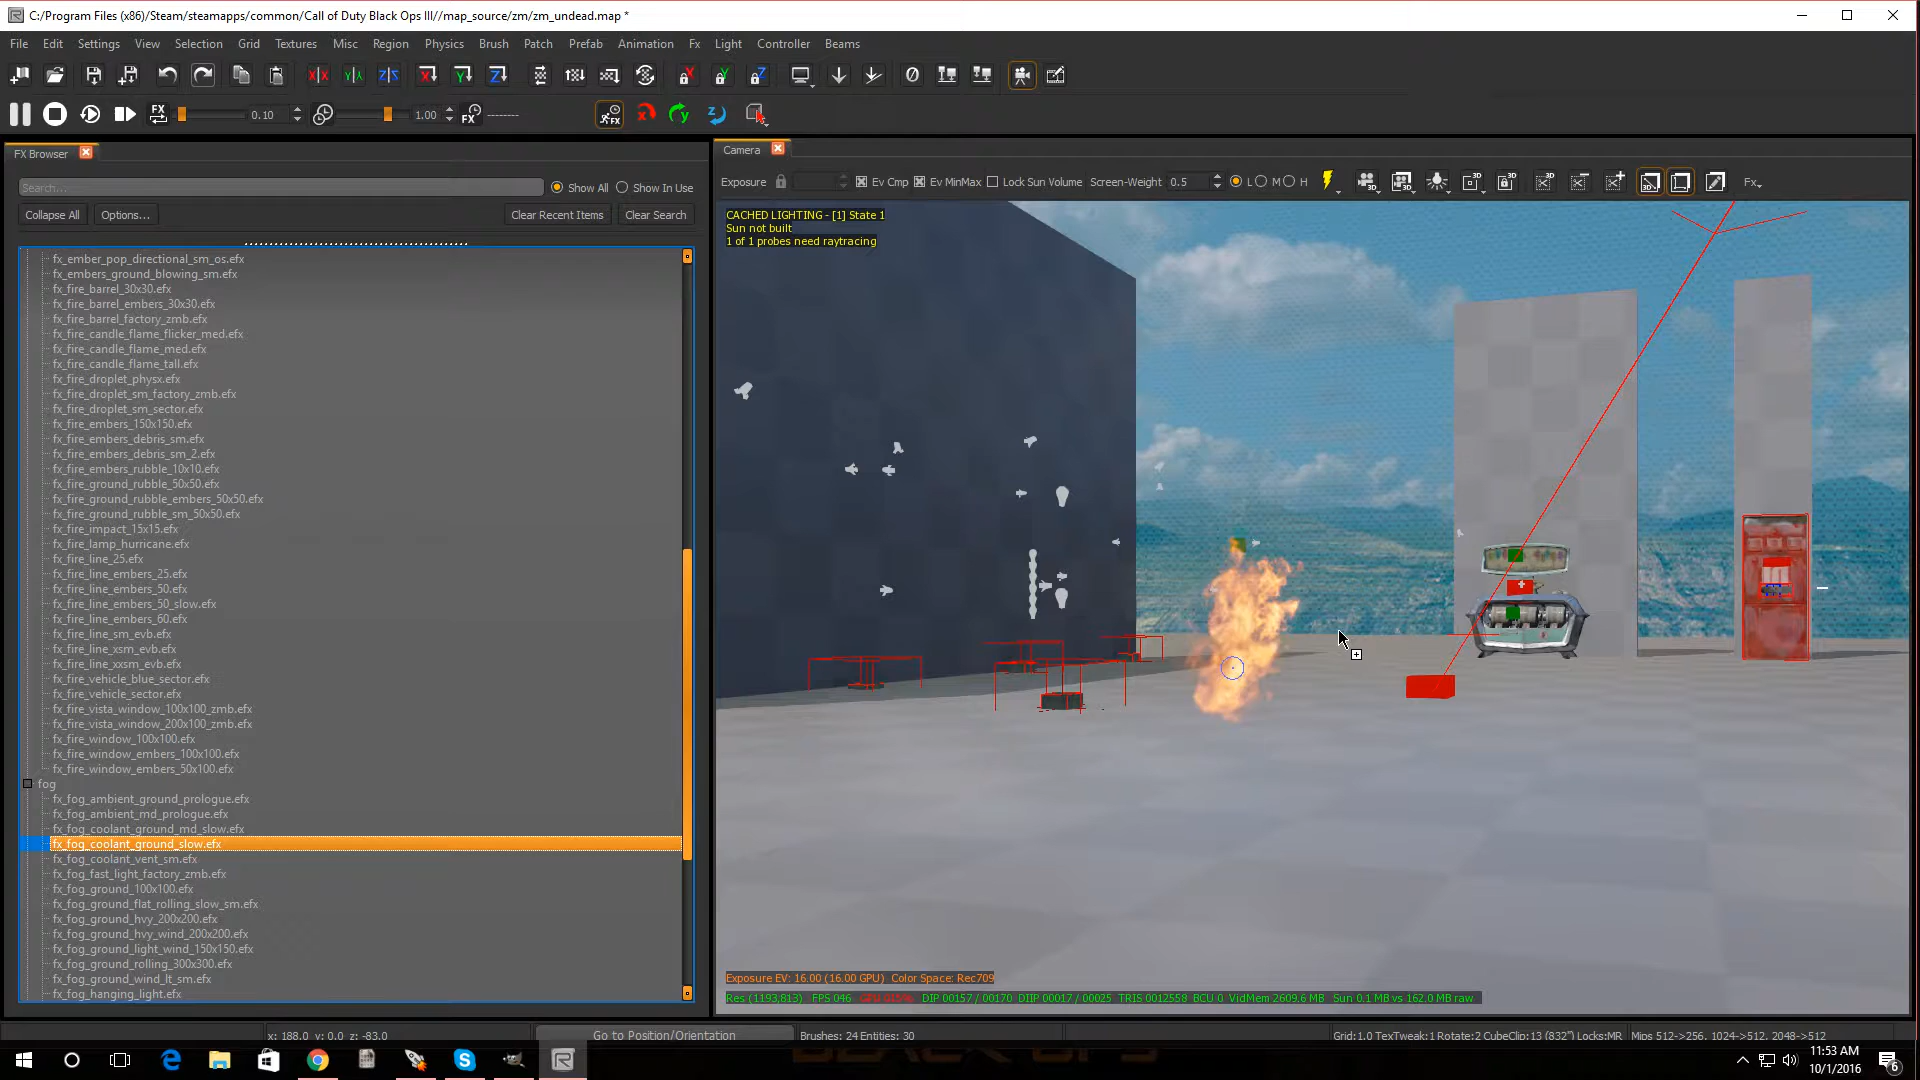 C:/Program Files (x86)/Steam/steamapps/common/Call of Duty Black Ops III//map_source/zm/zm_undead.map *
File Edit Settings View Selection Grid Textures Misc Region Physics Brush Patch Prefab Animation Fx Light Controller Beams
FX 0.10 1.00 FX --------
FX Browser
Search...
Show All Show In Use
Collapse All Options... Clear Recent Items Clear Search
fx_ember_pop_directional_sm_os.efx
fx_embers_ground_blowing_sm.efx
fx_fire_barrel_30x30.efx
fx_fire_barrel_embers_30x30.efx
fx_fire_barrel_factory_zmb.efx
fx_fire_candle_flame_flicker_med.efx
fx_fire_candle_flame_med.efx
fx_fire_candle_flame_tall.efx
fx_fire_droplet_physx.efx
fx_fire_droplet_sm_factory_zmb.efx
fx_fire_droplet_sm_sector.efx
fx_fire_embers_150x150.efx
fx_fire_embers_debris_sm.efx
fx_fire_embers_debris_sm_2.efx
fx_fire_embers_rubble_10x10.efx
fx_fire_ground_rubble_50x50.efx
fx_fire_ground_rubble_embers_50x50.efx
fx_fire_ground_rubble_sm_50x50.efx
fx_fire_impact_15x15.efx
fx_fire_lamp_hurricane.efx
fx_fire_line_25.efx
fx_fire_line_embers_25.efx
fx_fire_line_embers_50.efx
fx_fire_line_embers_50_slow.efx
fx_fire_line_embers_60.efx
fx_fire_line_sm_evb.efx
fx_fire_line_xsm_evb.efx
fx_fire_line_xxsm_evb.efx
fx_fire_vehicle_blue_sector.efx
fx_fire_vehicle_sector.efx
fx_fire_vista_window_100x100_zmb.efx
fx_fire_vista_window_200x100_zmb.efx
fx_fire_window_100x100.efx
fx_fire_window_embers_100x100.efx
fx_fire_window_embers_50x100.efx
fog
fx_fog_ambient_ground_prologue.efx
fx_fog_ambient_md_prologue.efx
fx_fog_coolant_ground_md_slow.efx
fx_fog_coolant_ground_slow.efx
fx_fog_coolant_vent_sm.efx
fx_fog_fast_light_factory_zmb.efx
fx_fog_ground_100x100.efx
fx_fog_ground_flat_rolling_slow_sm.efx
fx_fog_ground_hvy_200x200.efx
fx_fog_ground_hvy_wind_200x200.efx
fx_fog_ground_light_wind_150x150.efx
fx_fog_ground_rolling_300x300.efx
fx_fog_ground_wind_lt_sm.efx
fx_fog_hanging_light.efx
Camera
Exposure Ev Cmp Ev MinMax Lock Sun Volume Screen-Weight 0.5 L M H Fx
CACHED LIGHTING - [1] State 1
Sun not built
1 of 1 probes need raytracing
Exposure EV: 16.00 (16.00 GPU) Color Space: Rec709
Res (1193,813) FPS 046 DIP 00157 / 00170 DIIP 00017 / 00025 TRIS 0012558 BCU 0 VidMem 2609.6 MB Sun 0.1 MB vs 162.0 MB raw
x: 188.0 y: 0.0 z: -83.0 Go to Position/Orientation Brushes: 24 Entities: 30 Grid:1.0 TexTweak:1 Rotate:2 CubeClip:13 (832") Locks:MR Mips 512->256, 1024->512, 2048->512
11:53 AM
10/1/2016
6